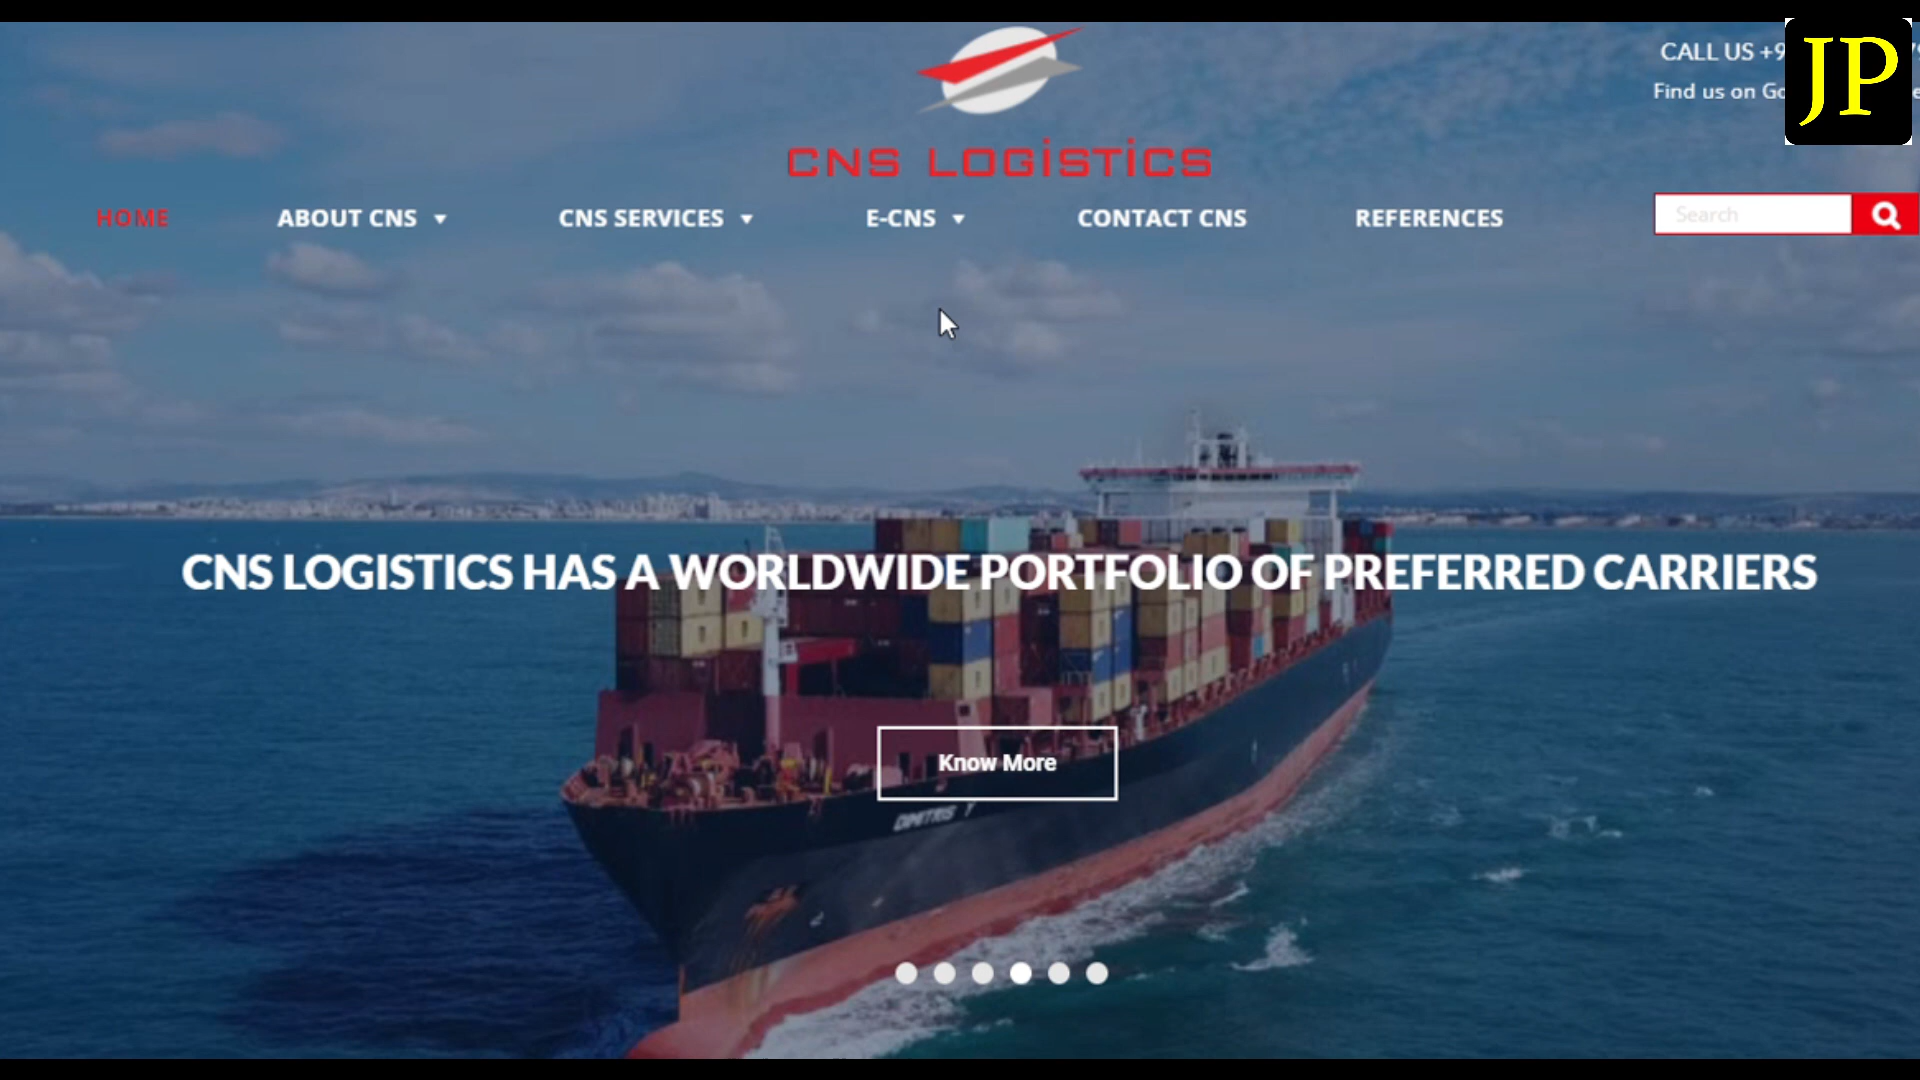 CALL US +9
Find us on Go
JP
CNS LOGISTICS
HOME
ABOUT CNS
CNS SERVICES
E-CNS
CONTACT CNS
REFERENCES
Search
CNS LOGISTICS HAS A WORLDWIDE PORTFOLIO OF PREFERRED CARRIERS
Know More
DIMITRIS Y